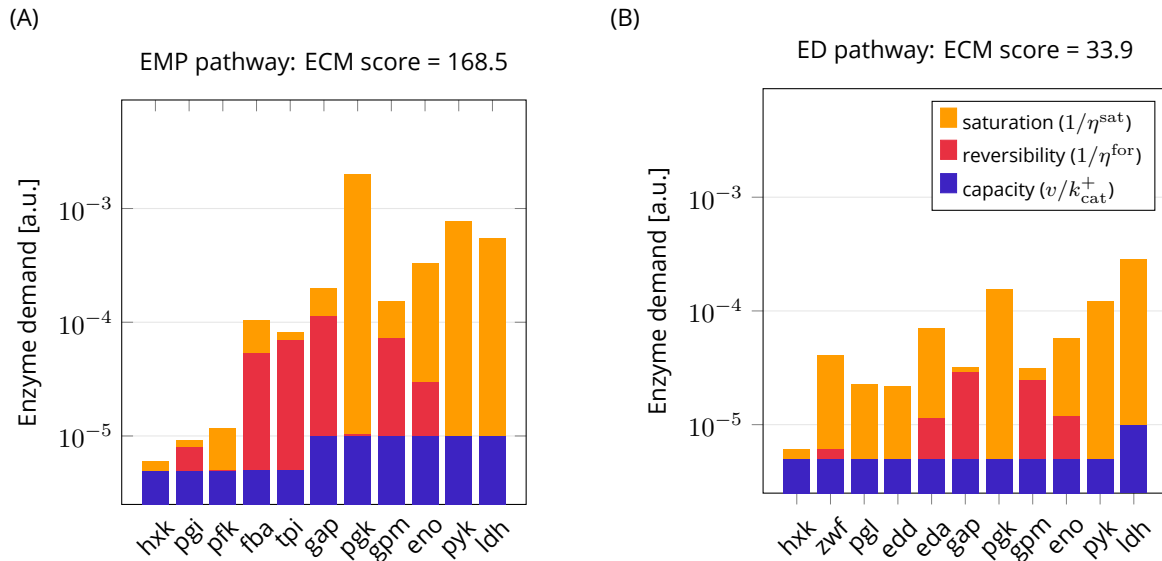 (A)
EMP pathway: ECM score = 168.5
Enzyme demand [a.u.]
10^{-3}
10^{-4}
10^{-5}
hxk
pgi
pfk
fba
tpi
gap
pgk
gpm
eno
pyk
ldh
(B)
ED pathway: ECM score = 33.9
saturation (1/η^{sat})
reversibility (1/η^{for})
capacity (v/k_{cat}^{+})
Enzyme demand [a.u.]
10^{-3}
10^{-4}
10^{-5}
hxk
zwf
pgl
edd
eda
gap
pgk
gpm
eno
pyk
ldh